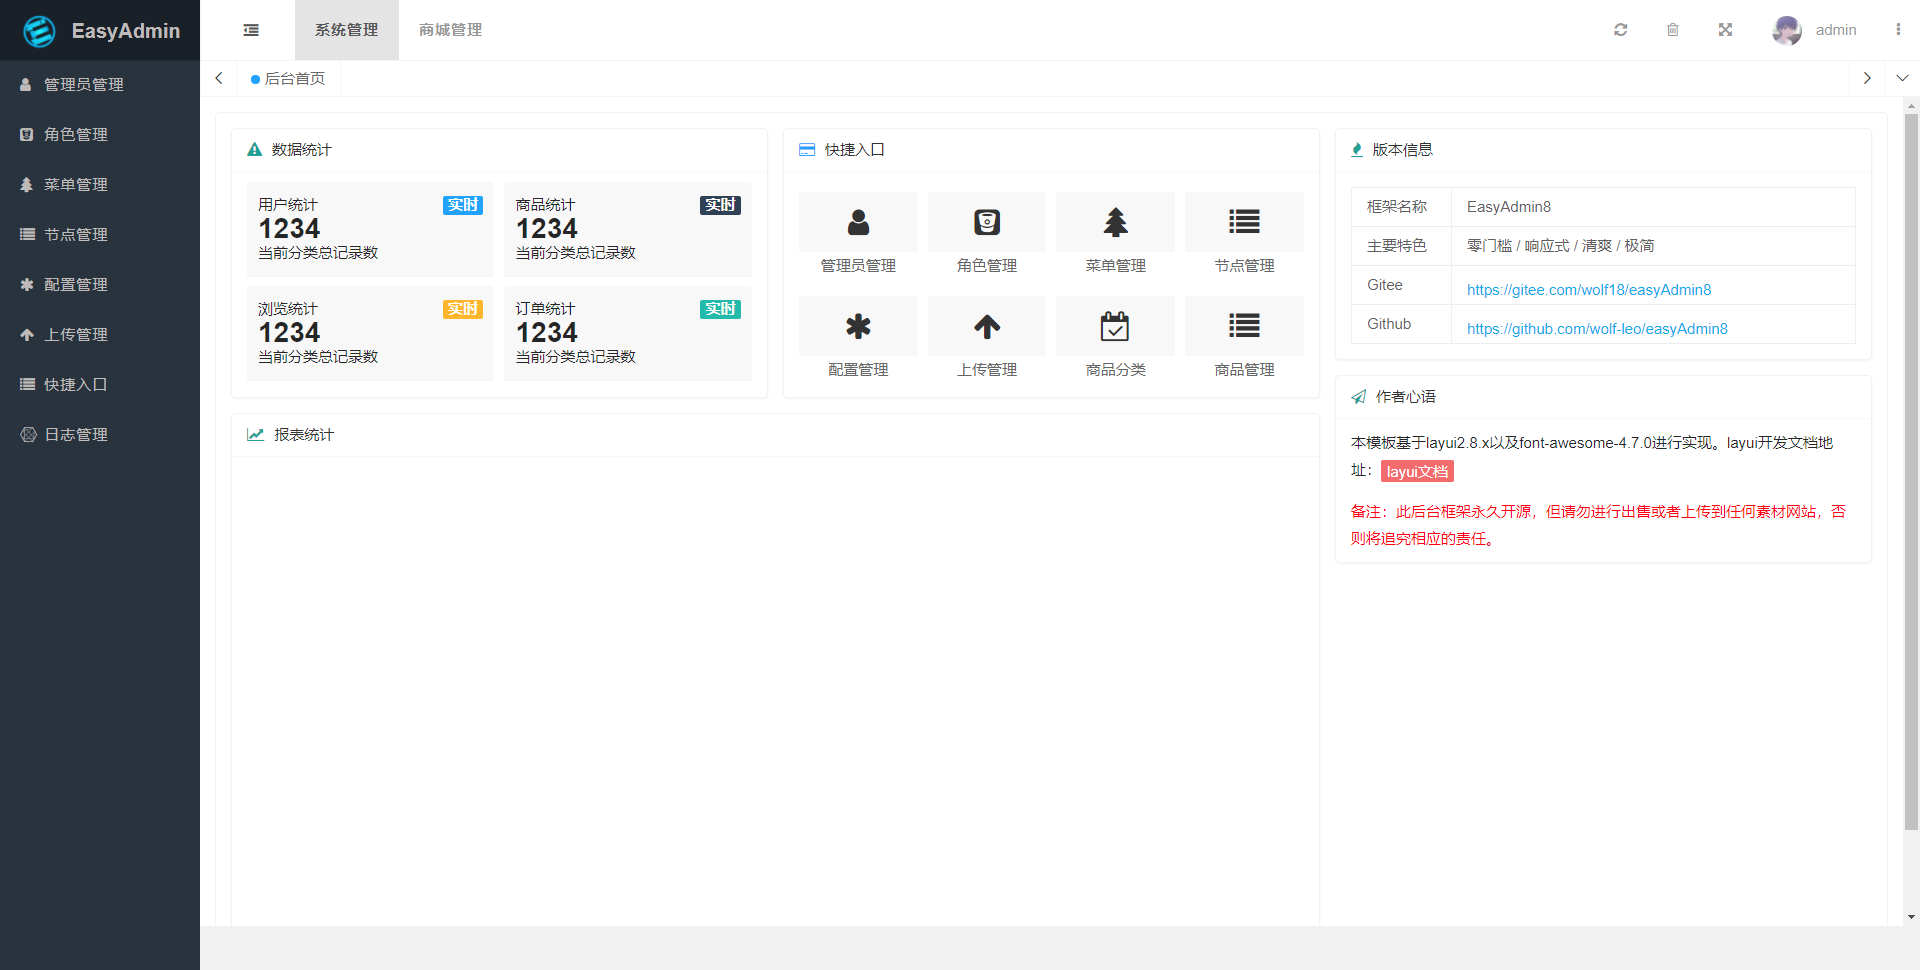 EasyAdmin
系统管理
商城管理
admin
后台首页
管理员管理
角色管理
菜单管理
节点管理
配置管理
上传管理
快捷入口
日志管理
数据统计
用户统计
实时
1234
当前分类总记录数
商品统计
实时
1234
当前分类总记录数
浏览统计
实时
1234
当前分类总记录数
订单统计
实时
1234
当前分类总记录数
快捷入口
管理员管理
角色管理
菜单管理
节点管理
配置管理
上传管理
商品分类
商品管理
报表统计
版本信息
框架名称
EasyAdmin8
主要特色
零门槛 / 响应式 / 清爽 / 极简
Gitee
https://gitee.com/wolf18/easyAdmin8
Github
https://github.com/wolf-leo/easyAdmin8
作者心语
本模板基于layui2.8.x以及font-awesome-4.7.0进行实现。layui开发文档地
址：layui文档
备注：此后台框架永久开源，但请勿进行出售或者上传到任何素材网站，否
则将追究相应的责任。